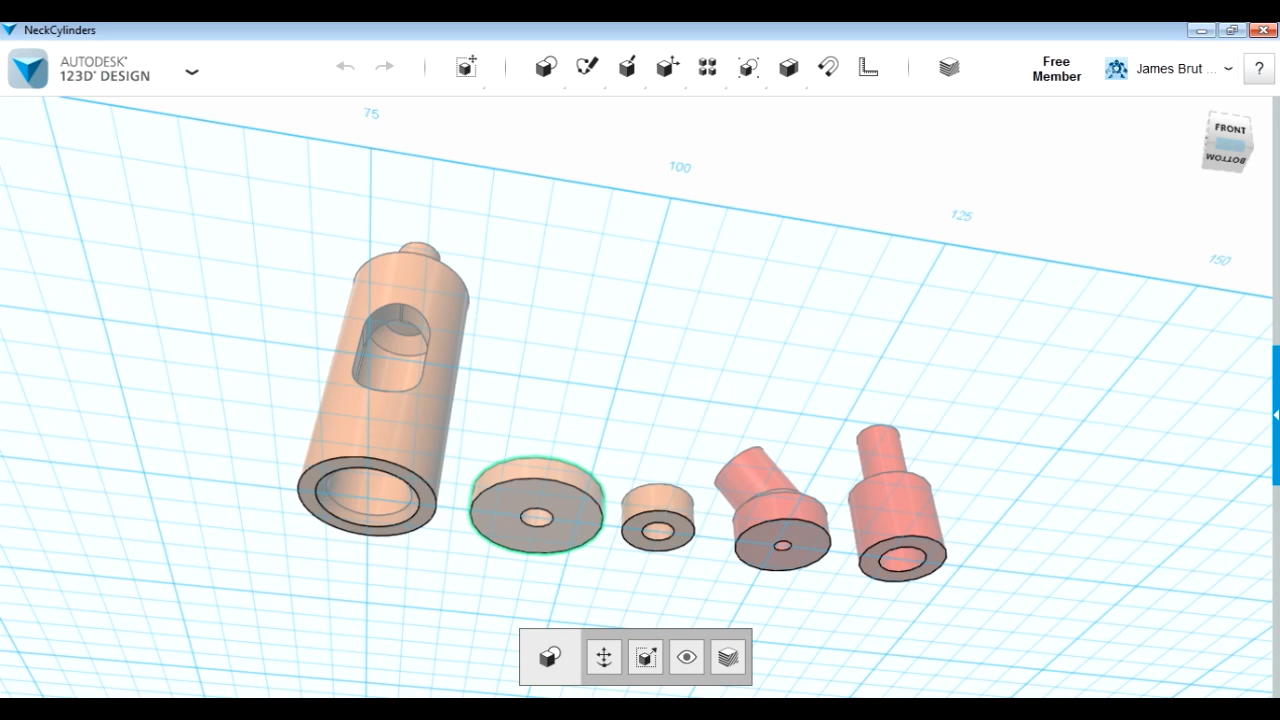 NeckCylinders
AUTODESK®
123D® DESIGN
Free
Member
James Brut ...
?
75
100
125
150
FRONT
BOTTOM